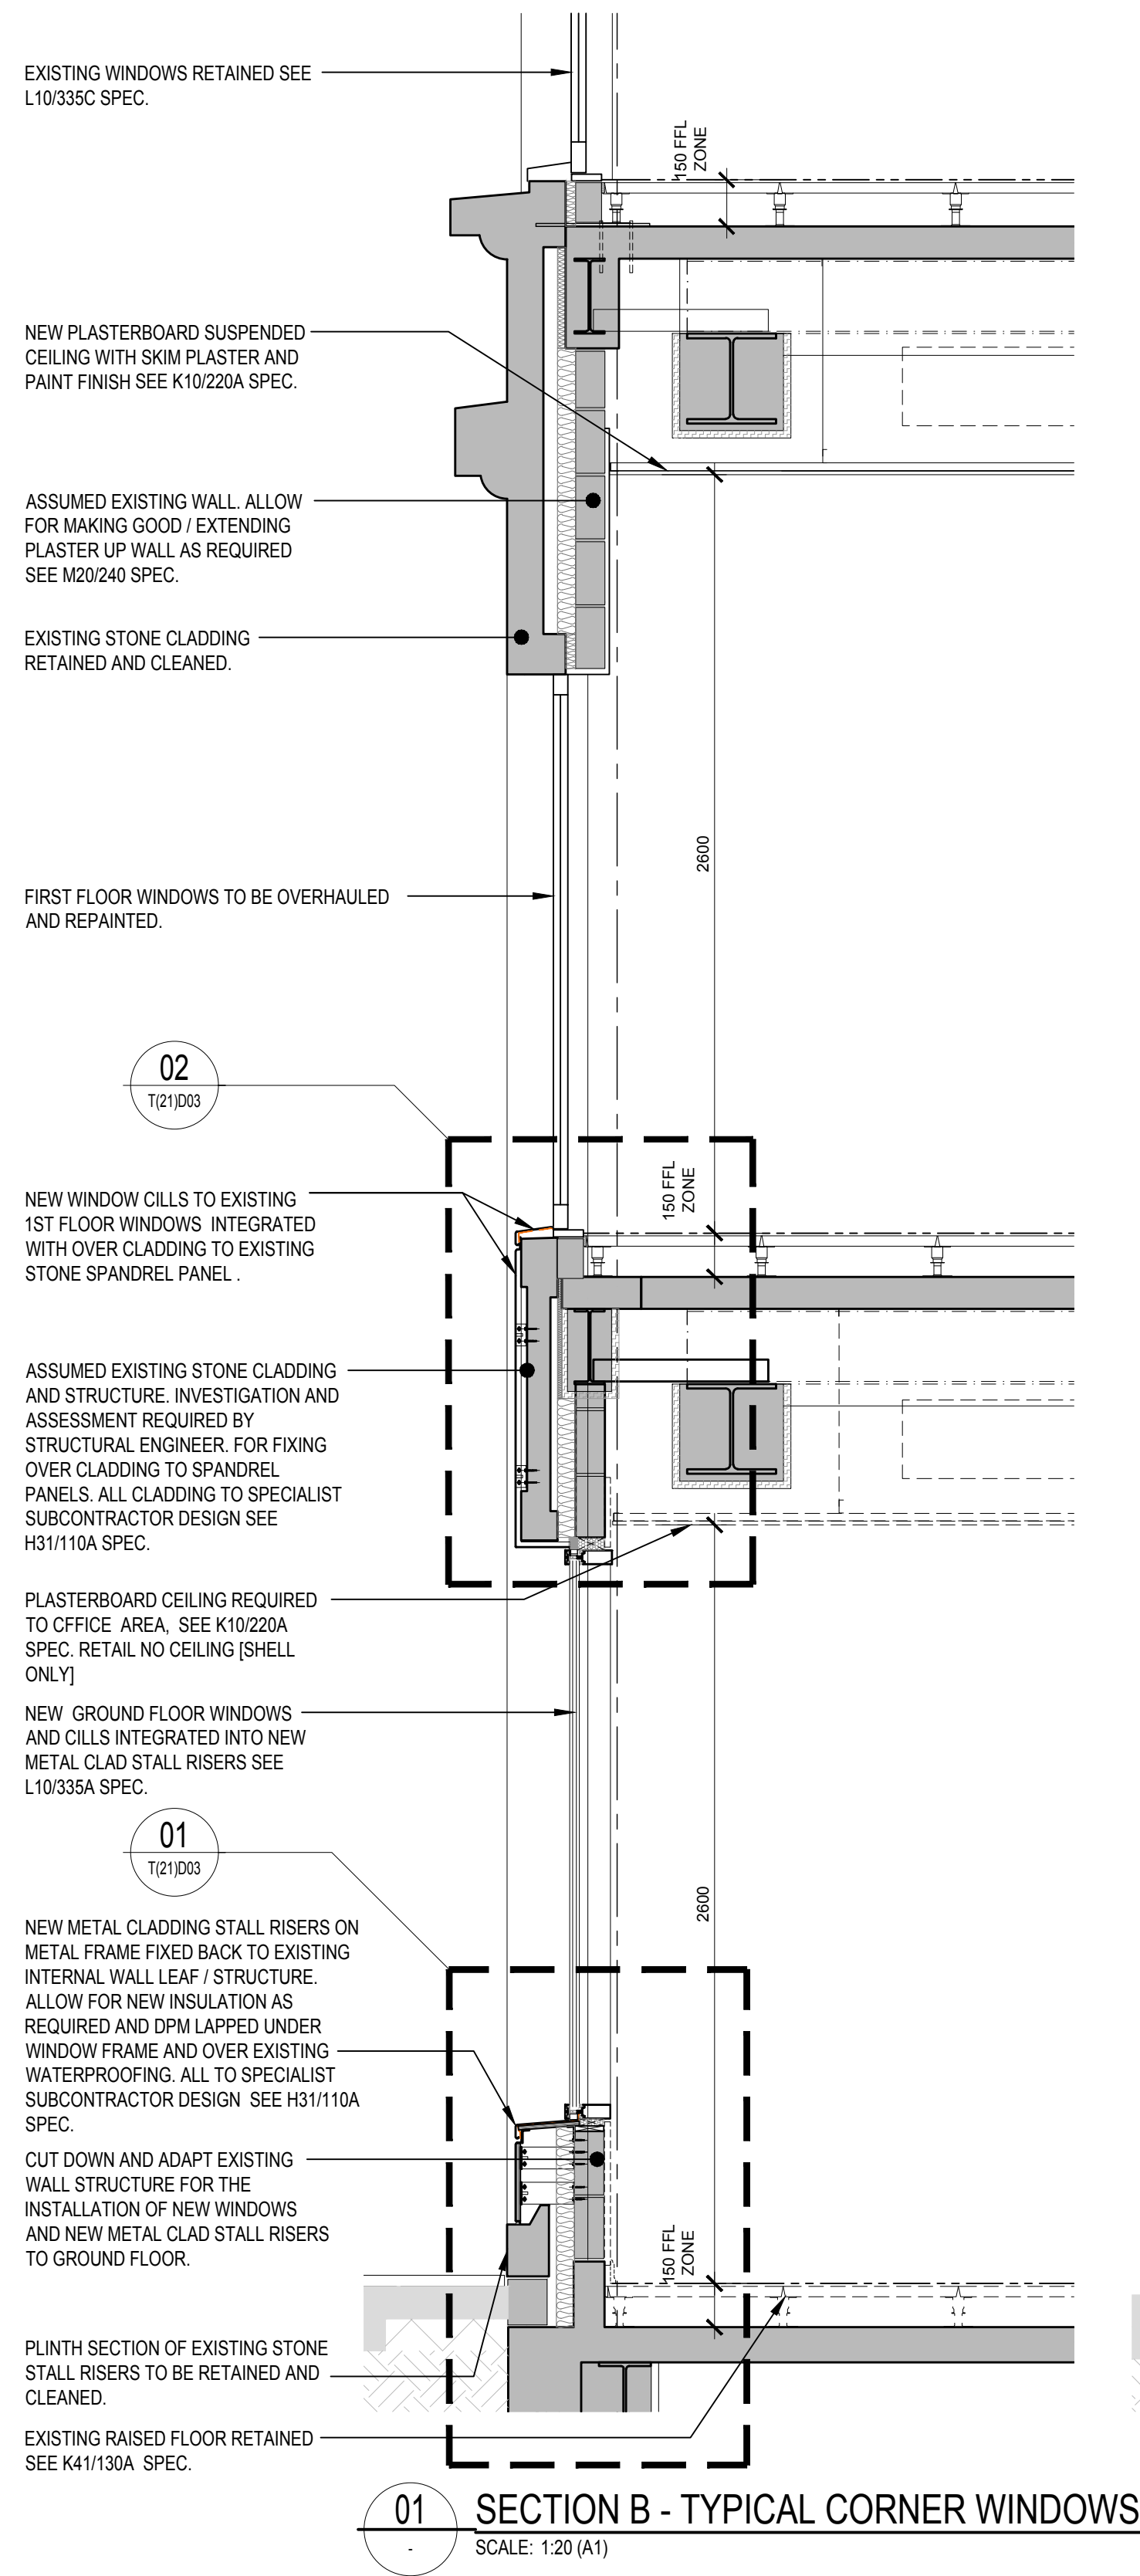 EXISTING WINDOWS RETAINED SEE
L10/335C SPEC.
150 FFL
ZONE
NEW PLASTERBOARD SUSPENDED
CEILING WITH SKIM PLASTER AND
PAINT FINISH SEE K10/220A SPEC.
ASSUMED EXISTING WALL. ALLOW
FOR MAKING GOOD / EXTENDING
PLASTER UP WALL AS REQUIRED
SEE M20/240 SPEC.
EXISTING STONE CLADDING
RETAINED AND CLEANED.
2600
FIRST FLOOR WINDOWS TO BE OVERHAULED
AND REPAINTED.
02
T(21)D03
150 FFL
ZONE
NEW WINDOW CILLS TO EXISTING
1ST FLOOR WINDOWS INTEGRATED
WITH OVER CLADDING TO EXISTING
STONE SPANDREL PANEL .
ASSUMED EXISTING STONE CLADDING
AND STRUCTURE. INVESTIGATION AND
ASSESSMENT REQUIRED BY
STRUCTURAL ENGINEER. FOR FIXING
OVER CLADDING TO SPANDREL
PANELS. ALL CLADDING TO SPECIALIST
SUBCONTRACTOR DESIGN SEE
H31/110A SPEC.
PLASTERBOARD CEILING REQUIRED
TO CFFICE AREA, SEE K10/220A
SPEC. RETAIL NO CEILING [SHELL
ONLY]
NEW GROUND FLOOR WINDOWS
AND CILLS INTEGRATED INTO NEW
METAL CLAD STALL RISERS SEE
L10/335A SPEC.
01
T(21)D03
2600
NEW METAL CLADDING STALL RISERS ON
METAL FRAME FIXED BACK TO EXISTING
INTERNAL WALL LEAF / STRUCTURE.
ALLOW FOR NEW INSULATION AS
REQUIRED AND DPM LAPPED UNDER
WINDOW FRAME AND OVER EXISTING
WATERPROOFING. ALL TO SPECIALIST
SUBCONTRACTOR DESIGN SEE H31/110A
SPEC.
CUT DOWN AND ADAPT EXISTING
WALL STRUCTURE FOR THE
INSTALLATION OF NEW WINDOWS
AND NEW METAL CLAD STALL RISERS
TO GROUND FLOOR.
150 FFL
ZONE
PLINTH SECTION OF EXISTING STONE
STALL RISERS TO BE RETAINED AND
CLEANED.
EXISTING RAISED FLOOR RETAINED
SEE K41/130A SPEC.
01
-
SECTION B - TYPICAL CORNER WINDOWS
SCALE: 1:20 (A1)